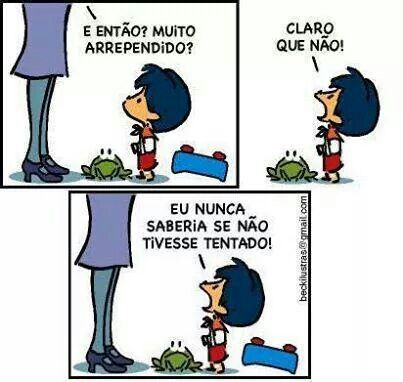 E ENTÃO? MUITO
ARREPENDIDO?
CLARO
QUE NÃO!
EU NUNCA
SABERIA SE NÃO
TIVESSE TENTADO!
beckilustras@gmail.com